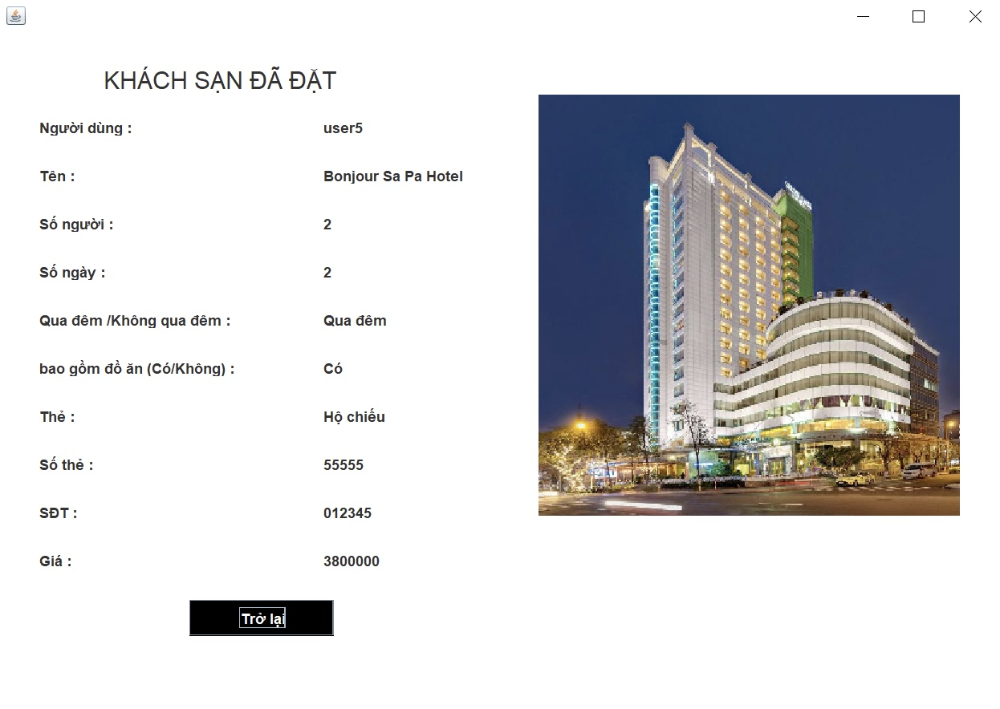 KHÁCH SẠN ĐÃ ĐẶT
Người dùng : user5
Tên : Bonjour Sa Pa Hotel
Số người : 2
Số ngày : 2
Qua đêm /Không qua đêm : Qua đêm
bao gồm đồ ăn (Có/Không) : Có
Thẻ : Hộ chiếu
Số thẻ : 55555
SĐT : 012345
Giá : 3800000
Trở lại